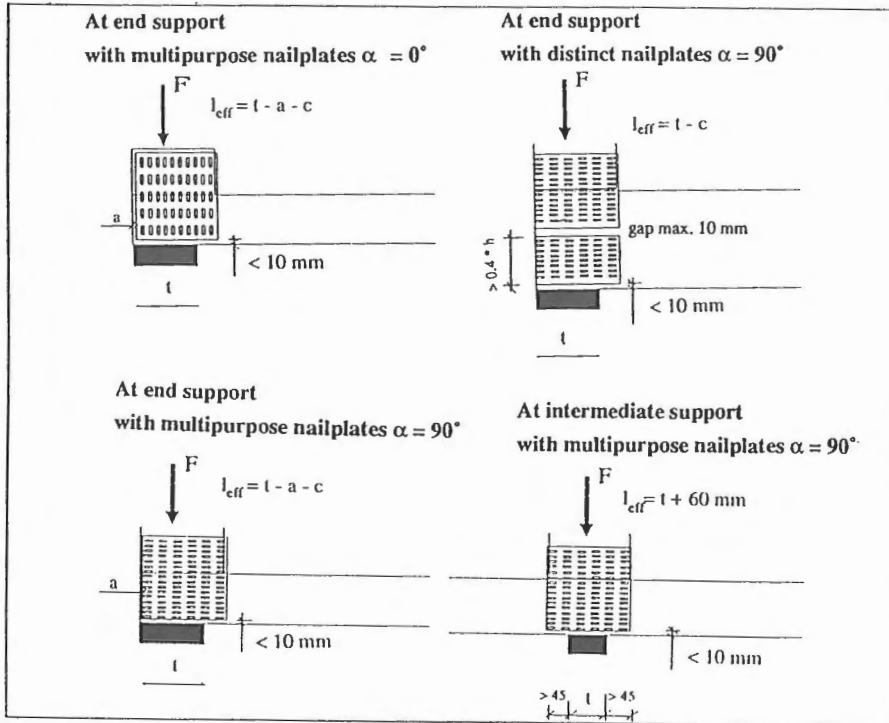 At end support
with multipurpose nailplates α = 0°
F
l_eff = t - a - c
a
< 10 mm
t
At end support
with distinct nailplates α = 90°
F
l_eff = t - c
gap max. 10 mm
> 0.4 * h
< 10 mm
t
At end support
with multipurpose nailplates α = 90°
F
l_eff = t - a - c
a
< 10 mm
t
At intermediate support
with multipurpose nailplates α = 90°
F
l_eff = t + 60 mm
< 10 mm
> 45 t > 45